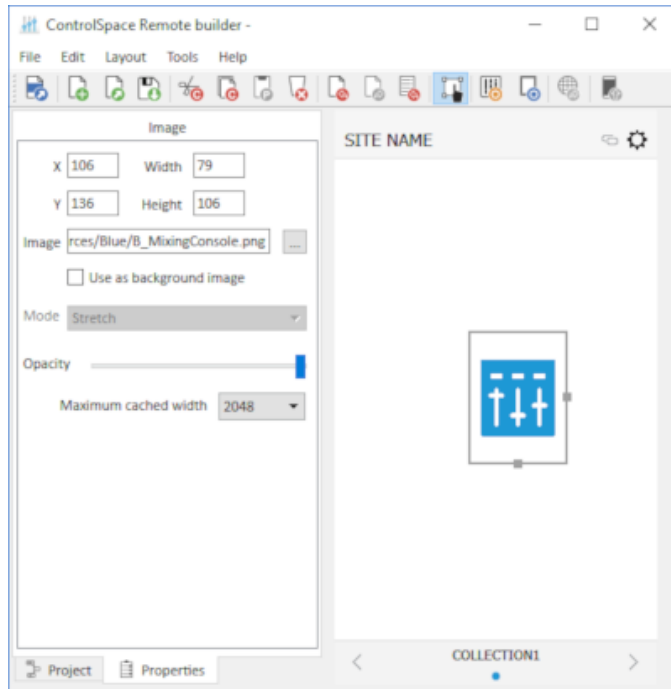 ControlSpace Remote builder -
File Edit Layout Tools Help
Image
X 106 Width 79
Y 136 Height 106
Image rces/Blue/B_MixingConsole.png ...
Use as background image
Mode Stretch
Opacity
Maximum cached width 2048
Project Properties
SITE NAME
COLLECTION1